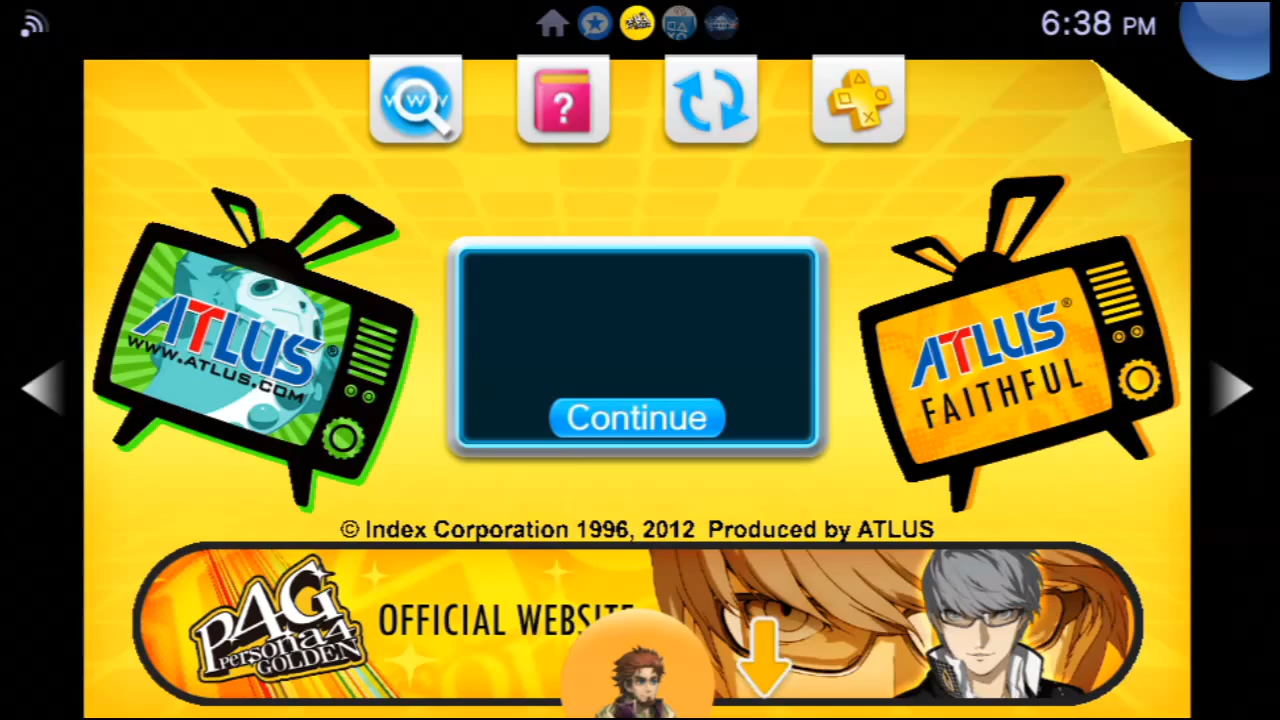 6:38 PM
WWW
?
ATLUS®
WWW.ATLUS.COM
ATLUS®
FAITHFUL
Continue
© Index Corporation 1996, 2012 Produced by ATLUS
P4G
Persona4
GOLDEN
OFFICIAL WEBSITE